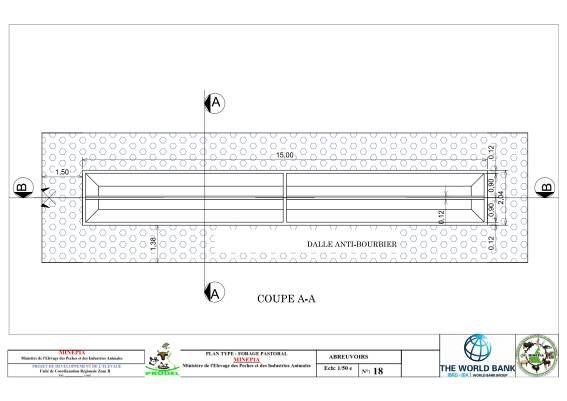 A
15,00
0,12
1,50
B
B
0,90
2,04
0,90
0,12
0,12
1,38
DALLE ANTI-BOURBIER
A
COUPE A-A
MINEPIA
Ministère de l'Elevage des Peches et des Industries Animales
PROJET DE DEVELOPPEMENT DE L'ELEVAGE
Unité de Coordination Régionale Zone B
PRODEL
PLAN TYPE : FORAGE PASTORAL
MINEPIA
Ministère de l'Elevage des Peches et des Industries Animales
ABREUVOIRS
Ech: 1/50 e
N°: 18
THE WORLD BANK
IBRD • IDA | WORLD BANK GROUP
MINEPIA